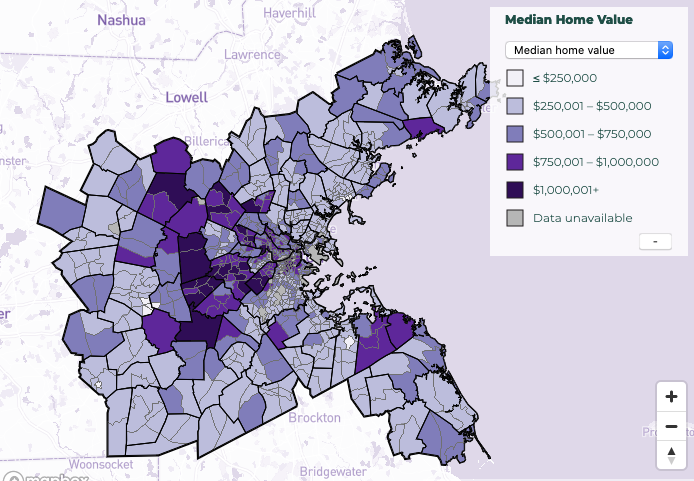 Nashua
Haverhill
Lawrence
Lowell
Billerica
Median Home Value
Median home value
≤ $250,000
$250,001 – $500,000
$500,001 – $750,000
$750,001 – $1,000,000
$1,000,001+
Data unavailable
-
+
−
Brockton
Woonsocket
Bridgewater
mapbox